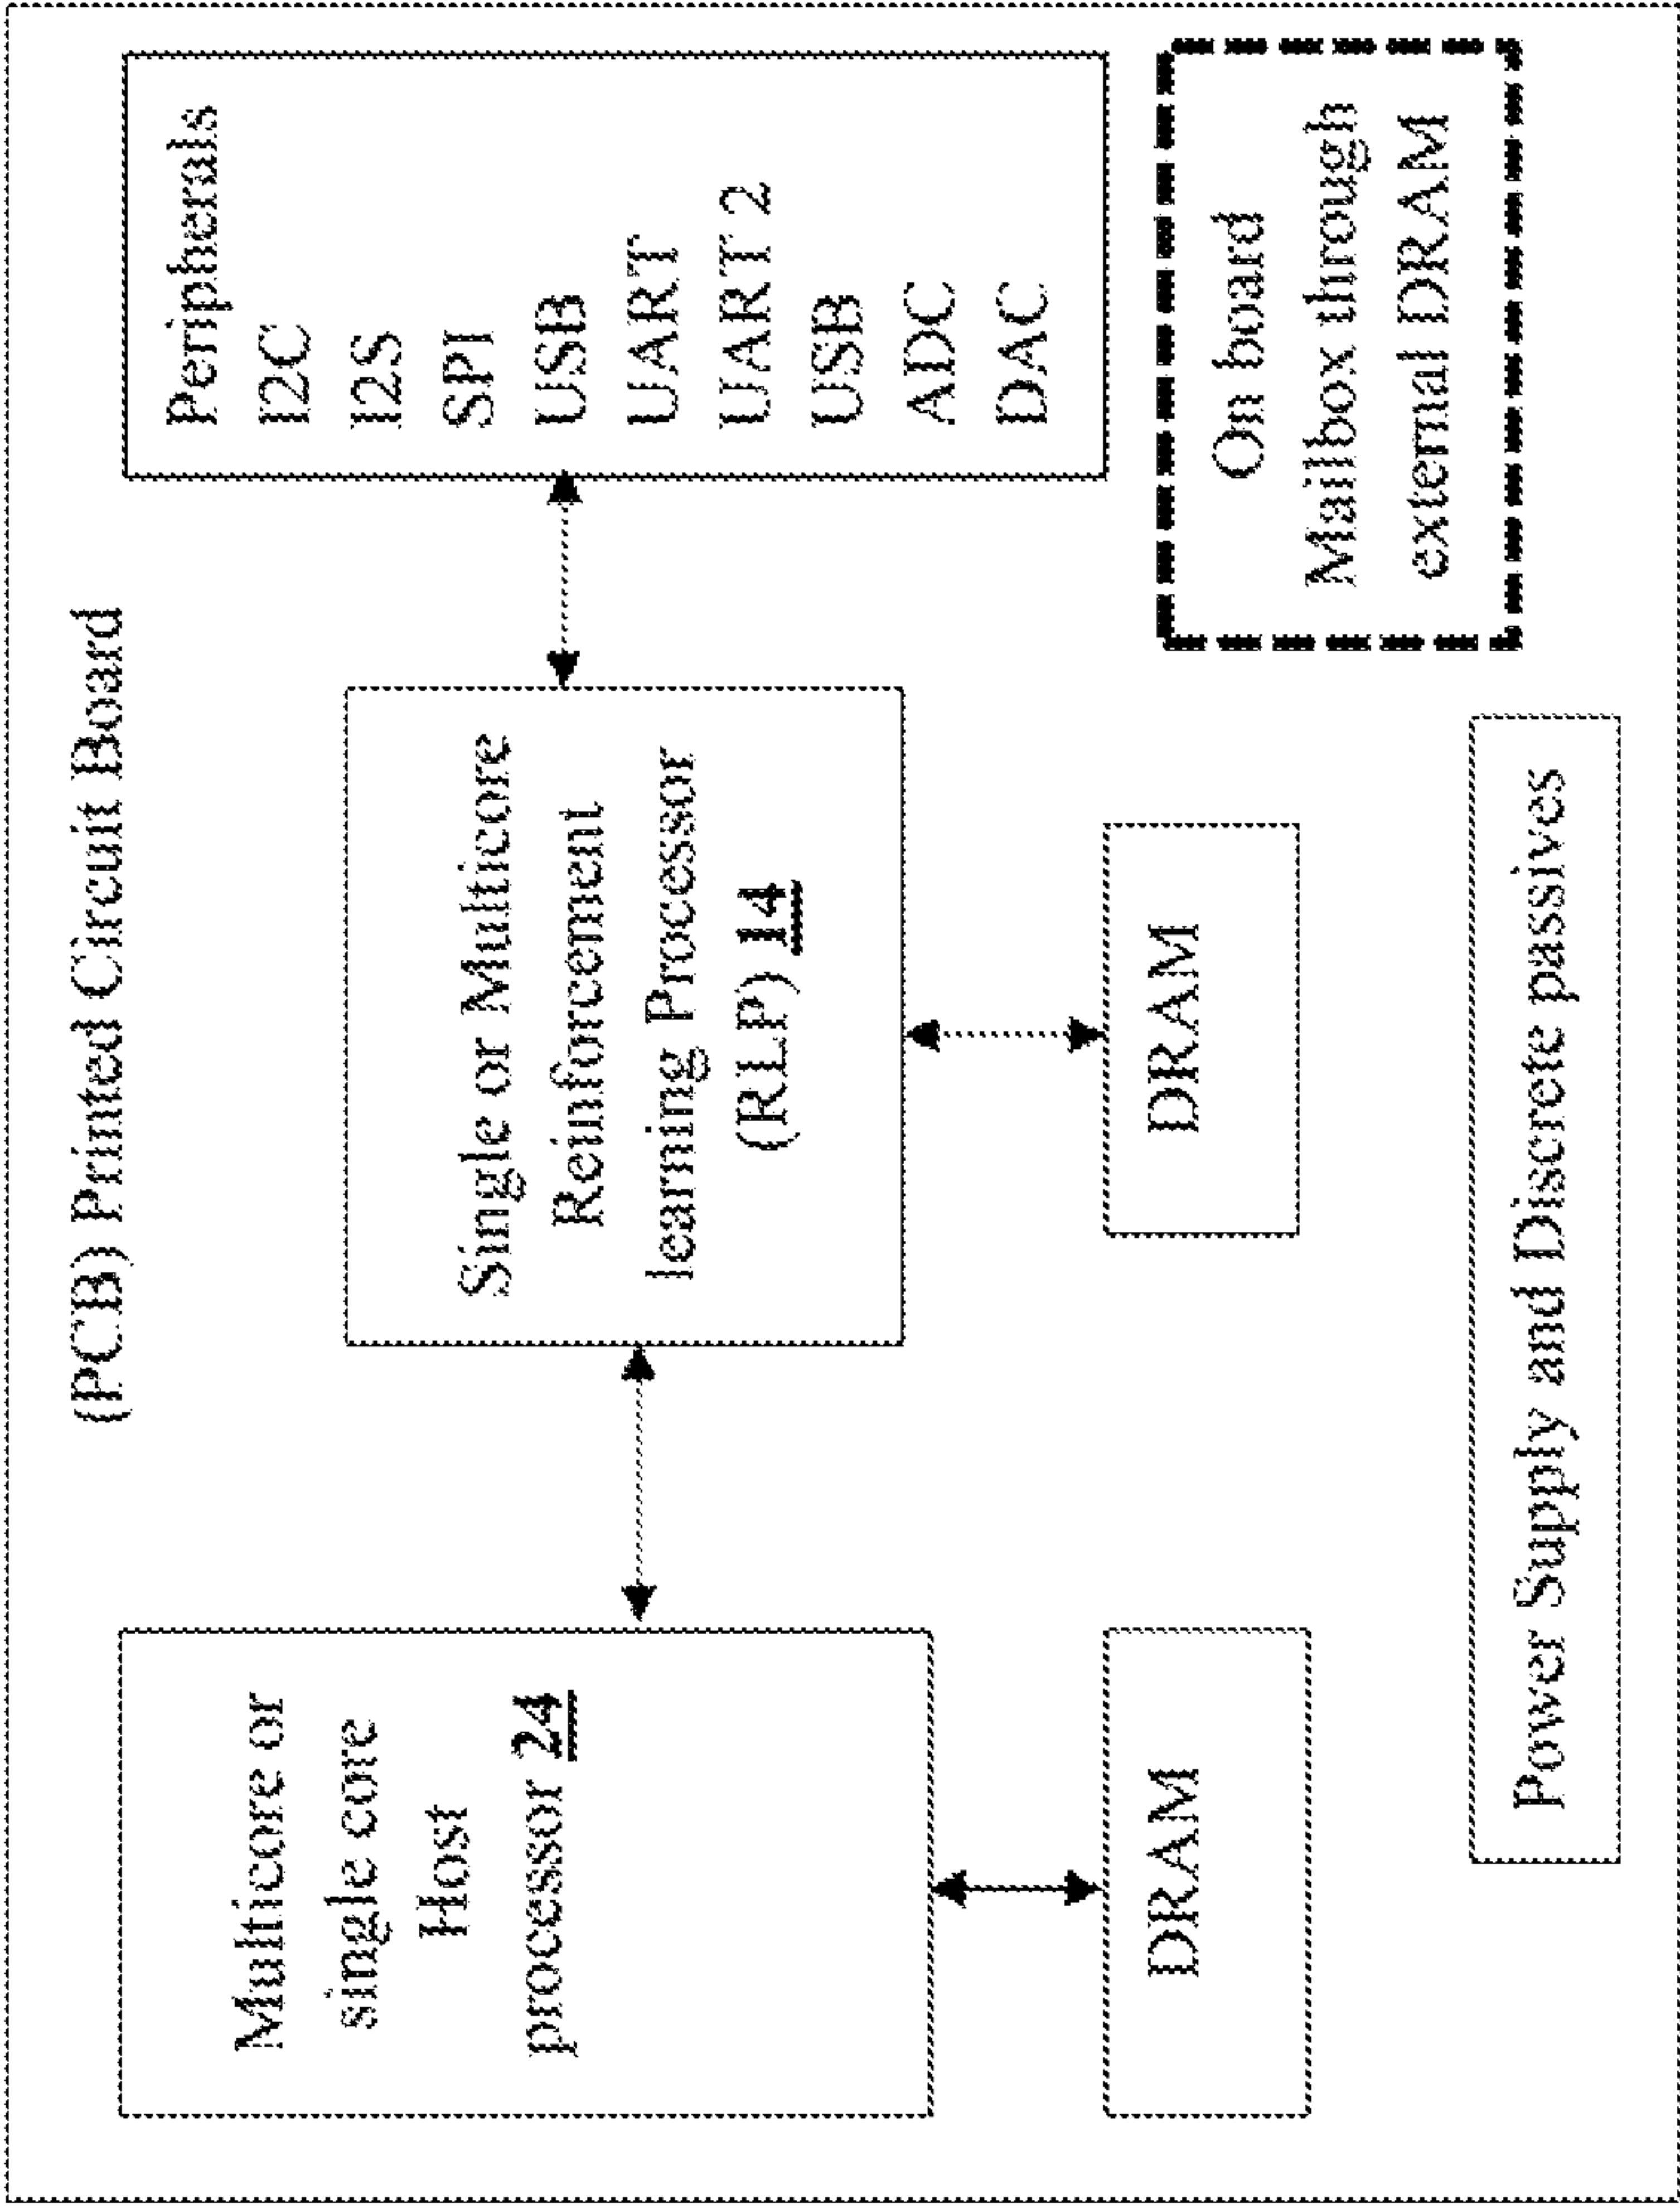 (PCB) Printed Circuit Board
Multicore or
single core
Host
processor 24
Single or Multicore
Reinforcement
learning Processor
(RLP) 14
Peripherals
I2C
I2S
SPI
USB
UART
UART 2
USB
ADC
DAC
DRAM
DRAM
On board
Mailbox through
external DRAM
Power Supply and Discrete passives